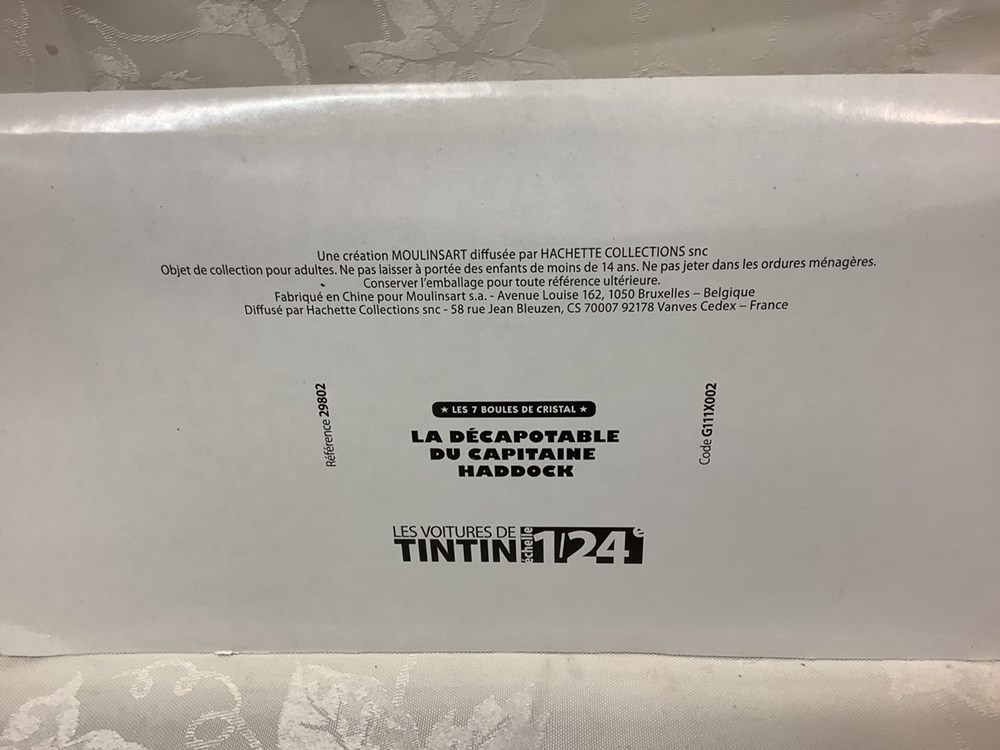 Une création MOULINSART diffusée par HACHETTE COLLECTIONS snc
Objet de collection pour adultes. Ne pas laisser à portée des enfants de moins de 14 ans. Ne pas jeter dans les ordures ménagères.
Conserver l'emballage pour toute référence ultérieure.
Fabriqué en Chine pour Moulinsart s.a. - Avenue Louise 162, 1050 Bruxelles – Belgique
Diffusé par Hachette Collections snc - 58 rue Jean Bleuzen, CS 70007 92178 Vanves Cedex – France
Référence 29802
★ LES 7 BOULES DE CRISTAL ★
LA DÉCAPOTABLE
DU CAPITAINE
HADDOCK
Code G111X002
LES VOITURES DE
TINTIN échelle 1/24e